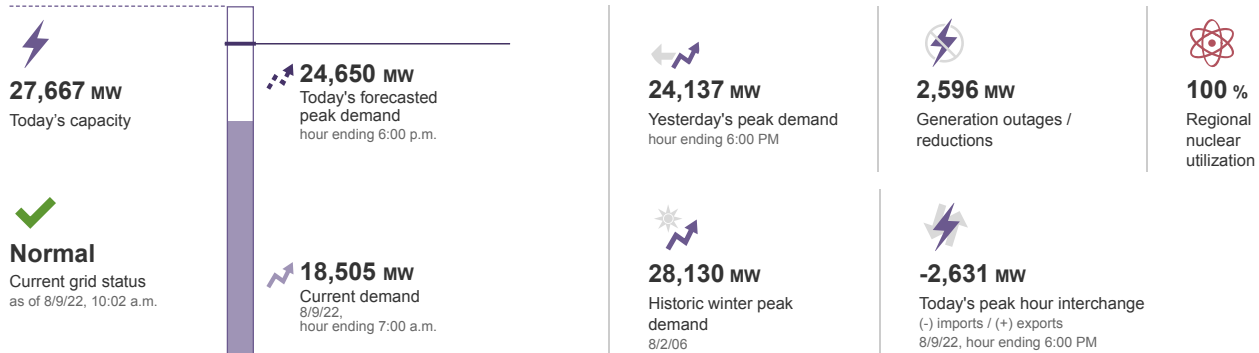 27,667 MW
Today's capacity
Normal
Current grid status
as of 8/9/22, 10:02 a.m.
24,650 MW
Today's forecasted
peak demand
hour ending 6:00 p.m.
18,505 MW
Current demand
8/9/22,
hour ending 7:00 a.m.
24,137 MW
Yesterday's peak demand
hour ending 6:00 PM
2,596 MW
Generation outages /
reductions
100 %
Regional
nuclear
utilization
28,130 MW
Historic winter peak
demand
8/2/06
-2,631 MW
Today's peak hour interchange
(-) imports / (+) exports
8/9/22, hour ending 6:00 PM